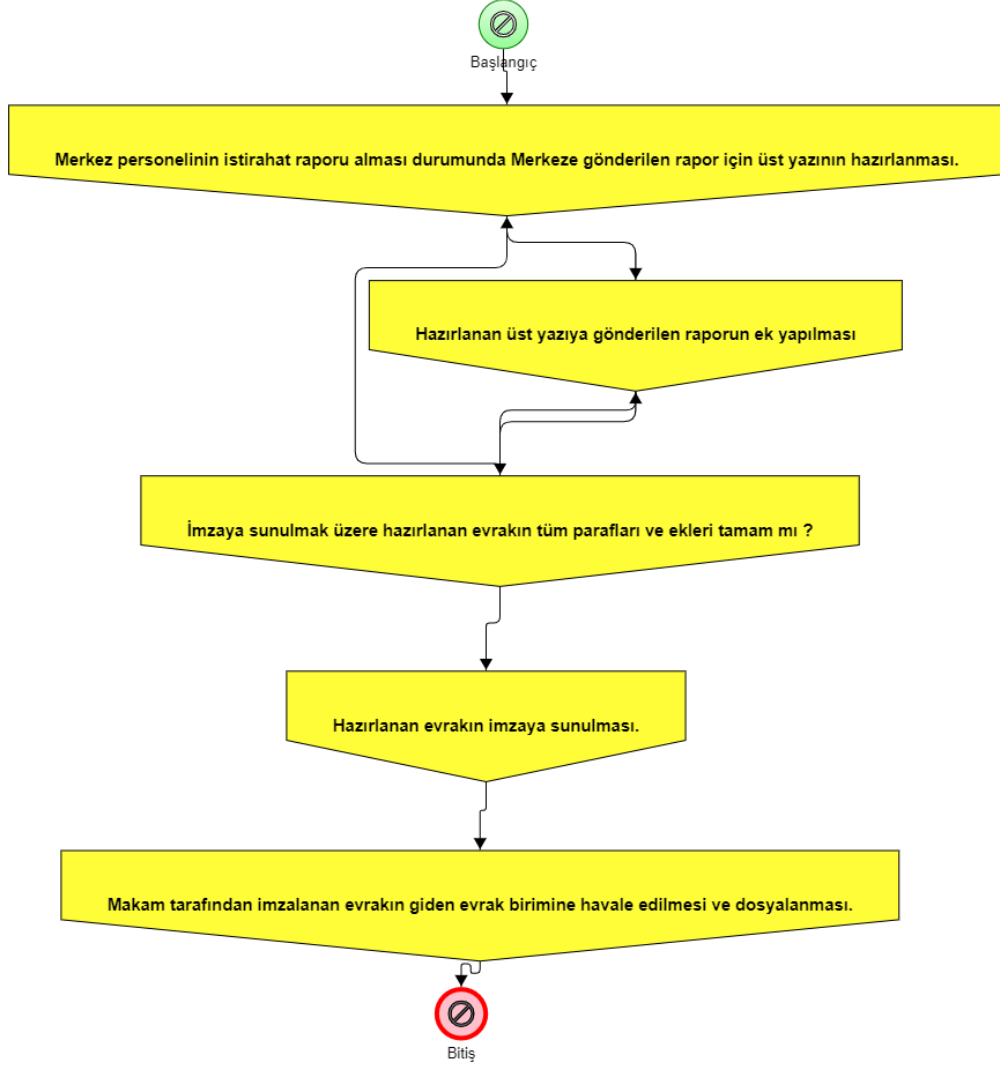 Başlangıç
Merkez personelinin istirahat raporu alması durumunda Merkeze gönderilen rapor için üst yazının hazırlanması.
Hazırlanan üst yazıya gönderilen raporun ek yapılması
İmzaya sunulmak üzere hazırlanan evrakın tüm parafları ve ekleri tamam mı ?
Hazırlanan evrakın imzaya sunulması.
Makam tarafından imzalanan evrakın giden evrak birimine havale edilmesi ve dosyalanması.
Bitiş